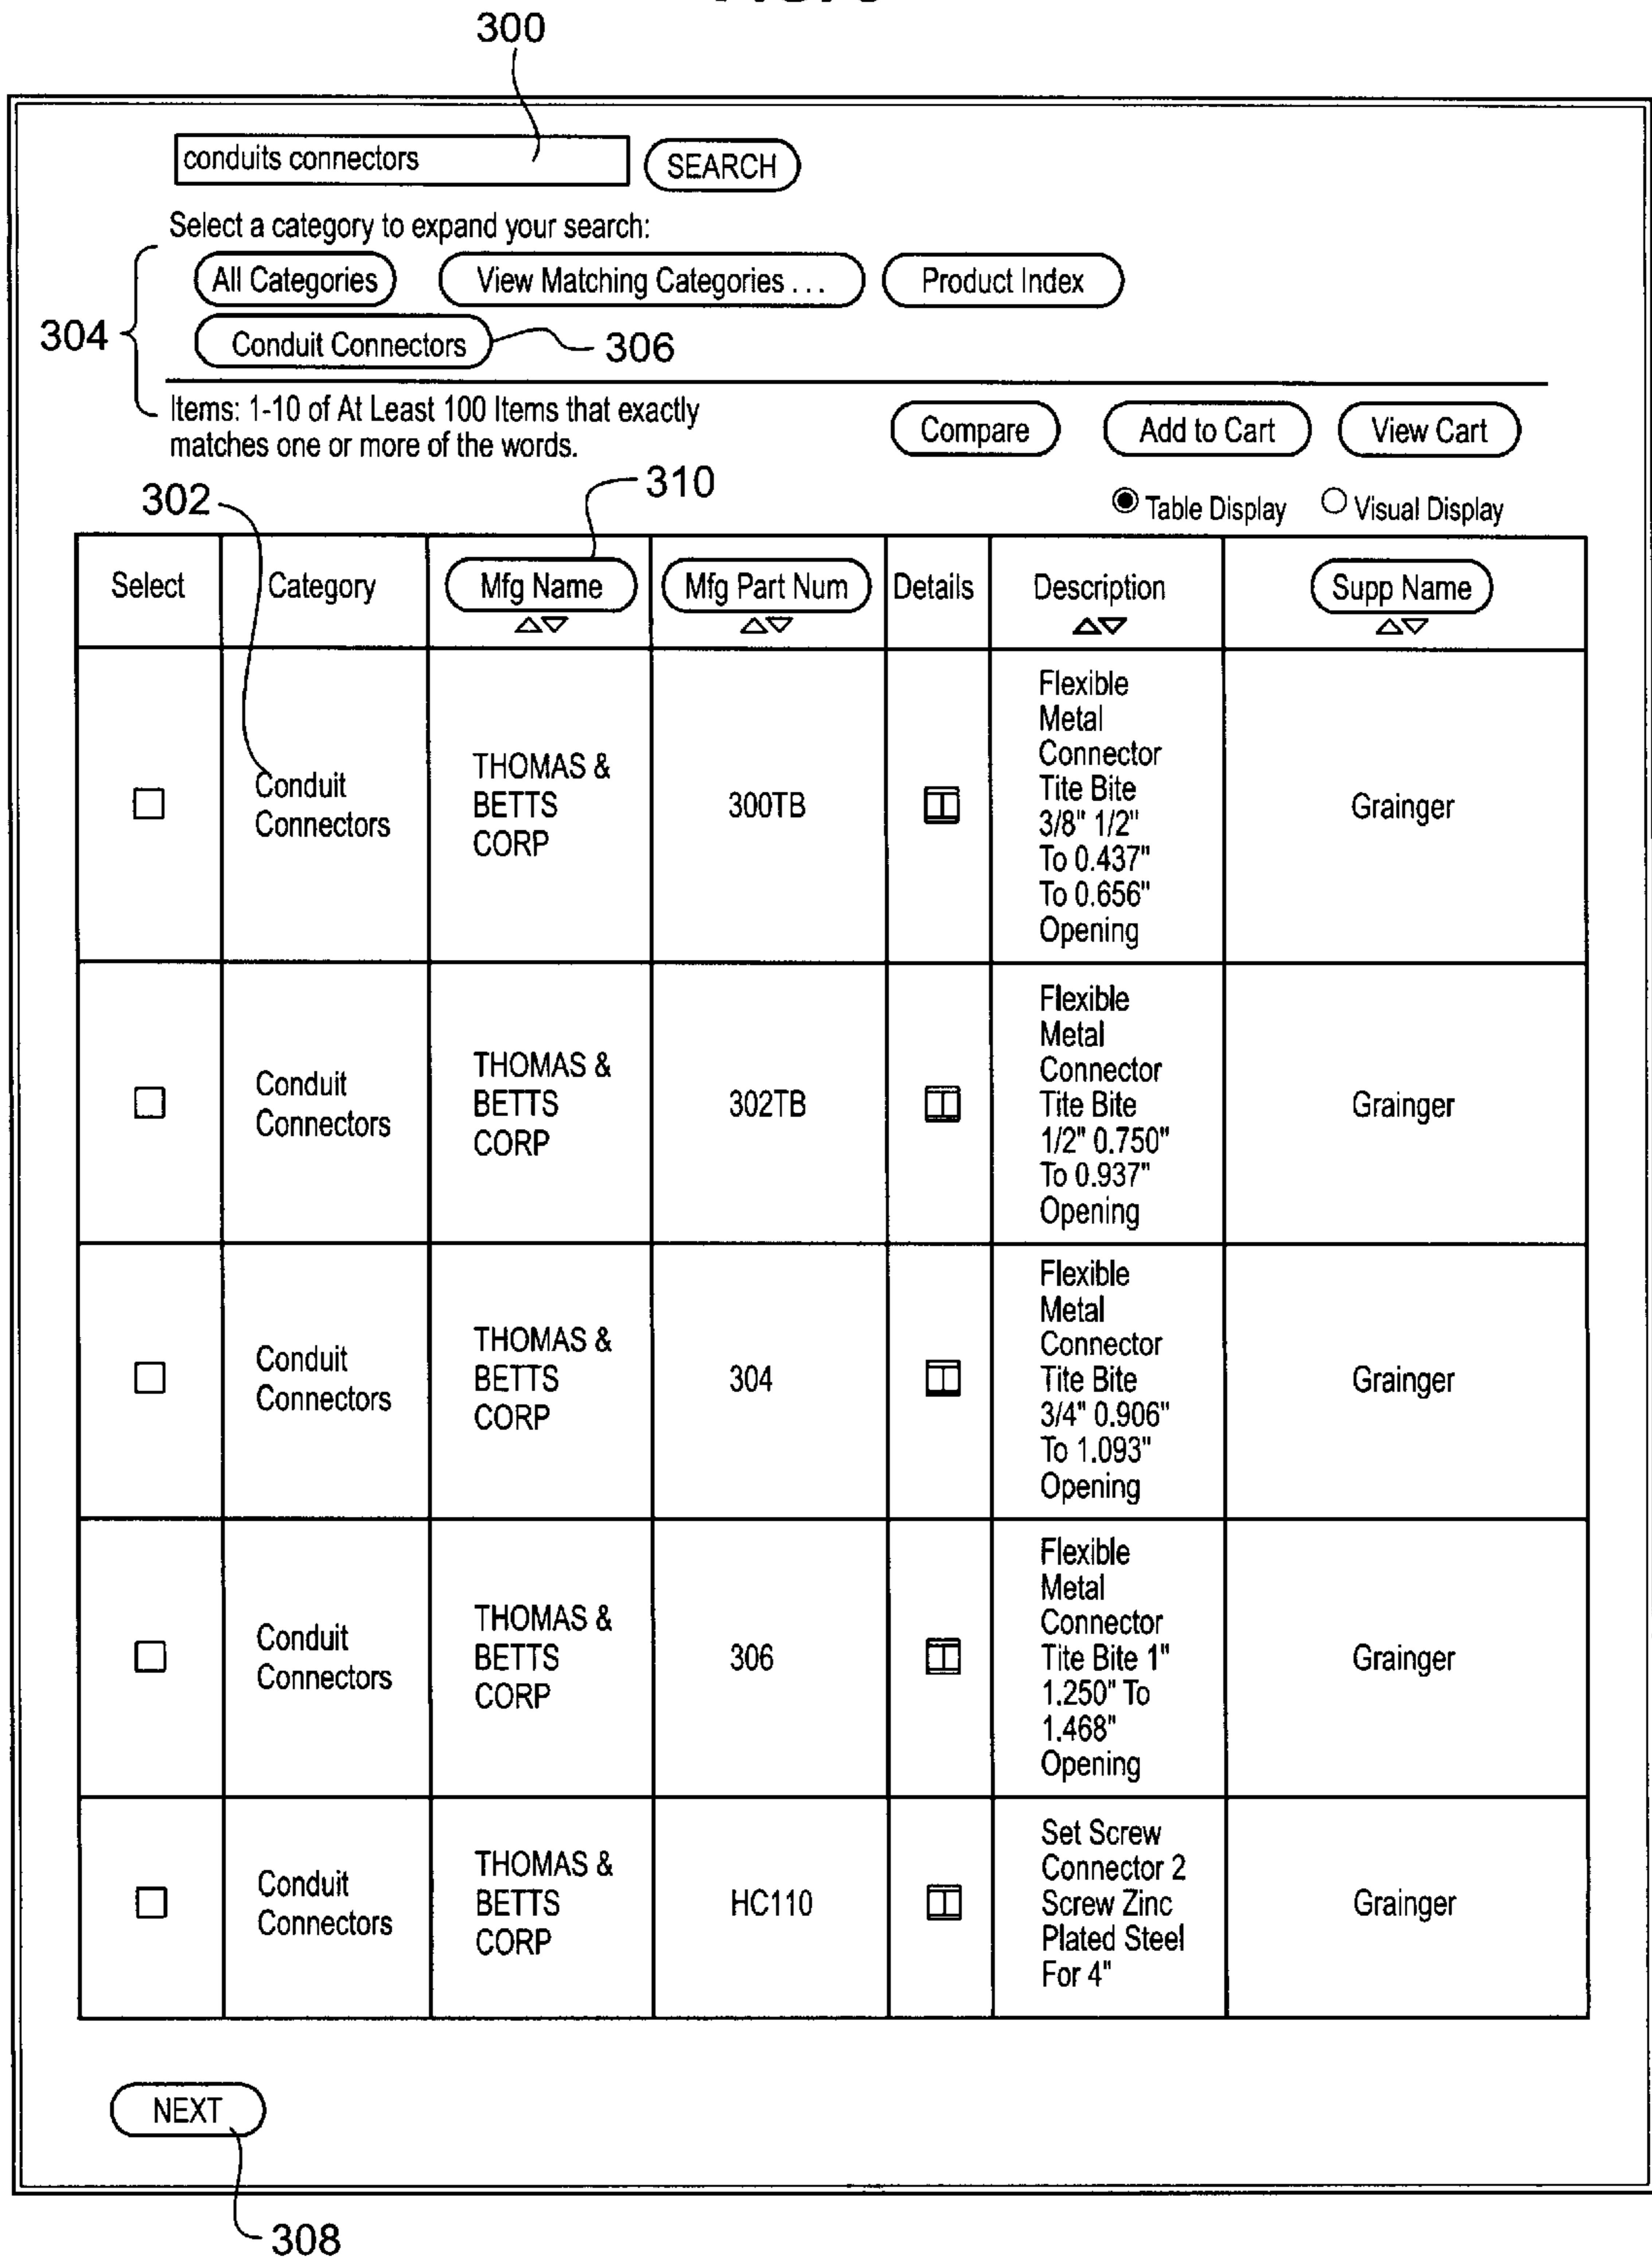 300
conduits connectors
SEARCH
Select a category to expand your search:
All Categories
View Matching Categories . . .
Product Index
304
Conduit Connectors
306
Items: 1-10 of At Least 100 Items that exactly
matches one or more of the words.
Compare
Add to Cart
View Cart
302
310
Table Display
Visual Display
Select
Category
Mfg Name
Mfg Part Num
Details
Description
Supp Name
Conduit
Connectors
THOMAS &
BETTS
CORP
300TB
Flexible
Metal
Connector
Tite Bite
3/8" 1/2"
To 0.437"
To 0.656"
Opening
Grainger
Conduit
Connectors
THOMAS &
BETTS
CORP
302TB
Flexible
Metal
Connector
Tite Bite
1/2" 0.750"
To 0.937"
Opening
Grainger
Conduit
Connectors
THOMAS &
BETTS
CORP
304
Flexible
Metal
Connector
Tite Bite
3/4" 0.906"
To 1.093"
Opening
Grainger
Conduit
Connectors
THOMAS &
BETTS
CORP
306
Flexible
Metal
Connector
Tite Bite 1"
1.250" To
1.468"
Opening
Grainger
Conduit
Connectors
THOMAS &
BETTS
CORP
HC110
Set Screw
Connector 2
Screw Zinc
Plated Steel
For 4"
Grainger
NEXT
308